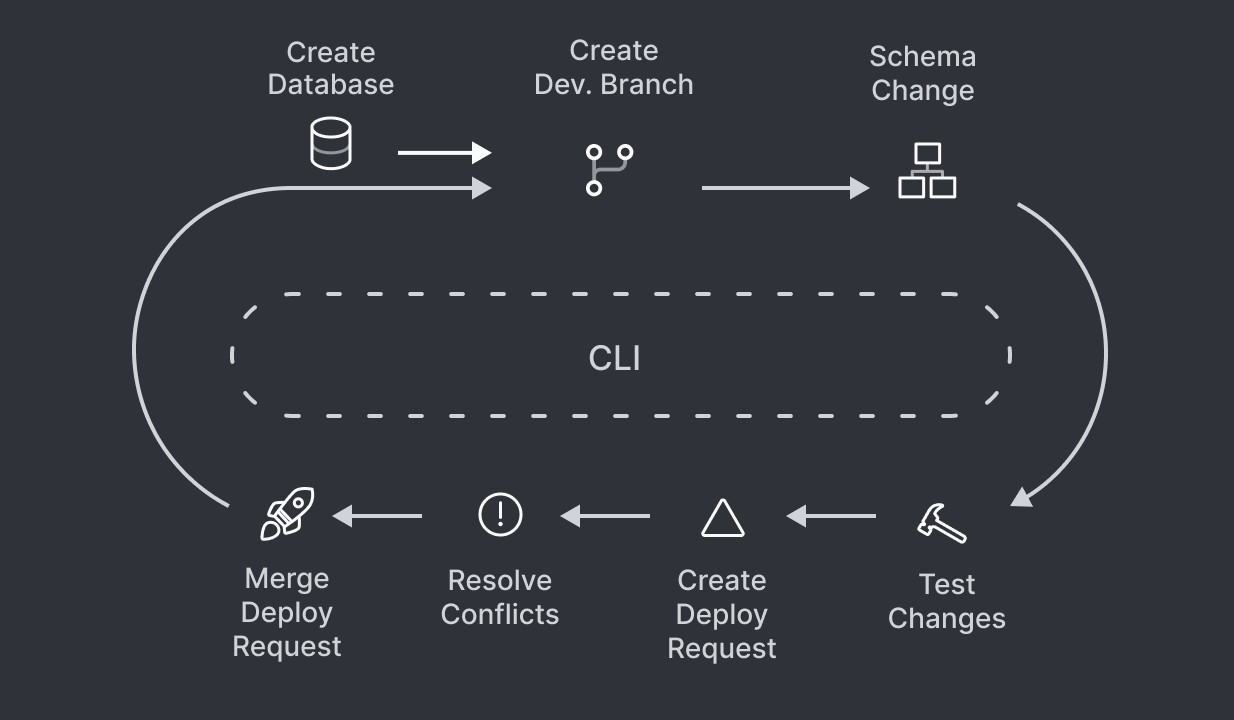 Create
Database
Create
Dev. Branch
Schema
Change
CLI
Merge
Deploy
Request
Resolve
Conflicts
Create
Deploy
Request
Test
Changes